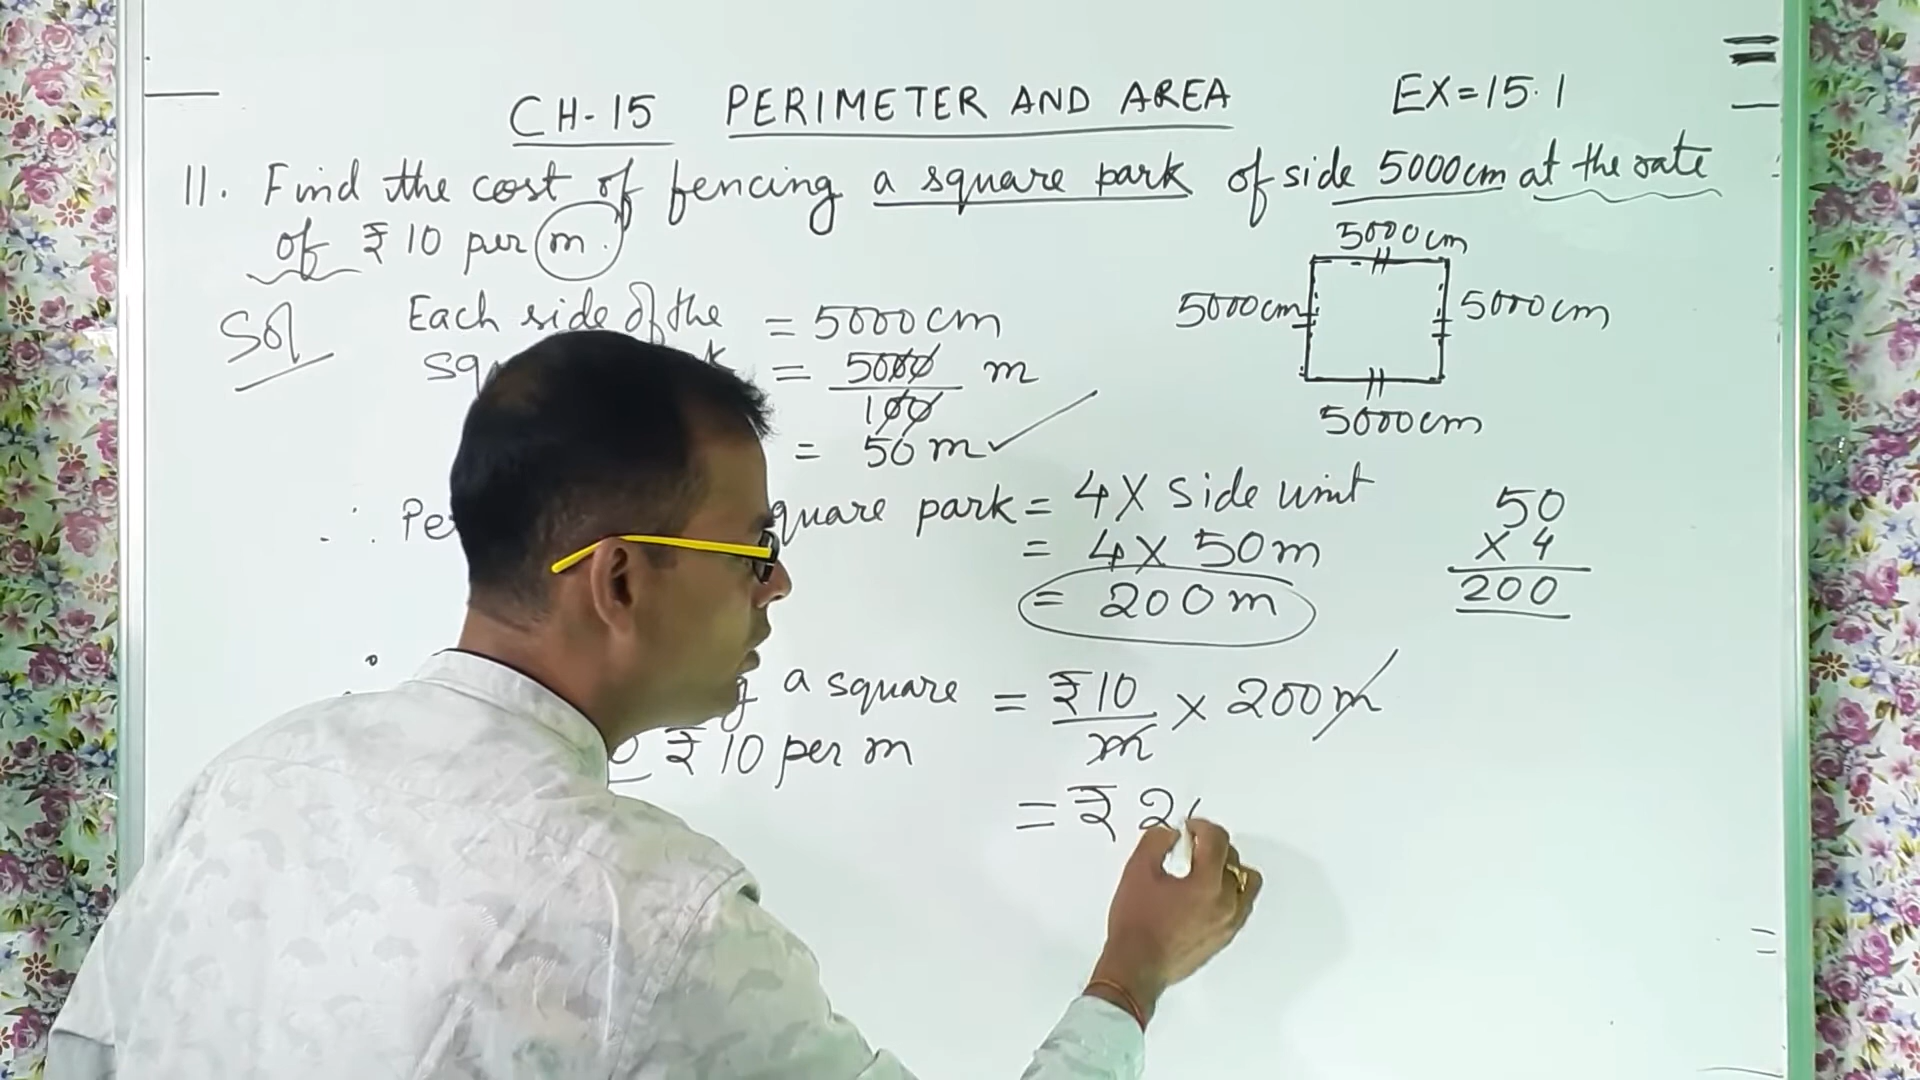 CH-15 PERIMETER AND AREA EX=15.1
11. Find the cost of fencing a square park of side 5000cm at the rate
of ₹10 per m.
5000cm
5000cm 5000cm
5000cm
Sol Each side of the = 5000cm
= 5000/100 m
= 50m ✓
∴ quare park = 4 X side unit
= 4 X 50m
= 200m
50
X 4
200
a square = ₹10/m × 200m
₹10 per m
= ₹2